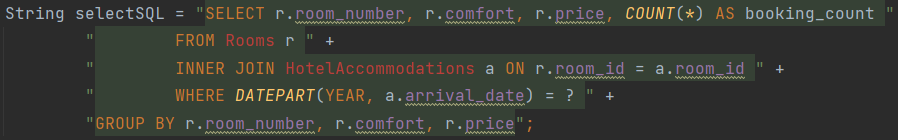 String selectSQL = "SELECT r.room_number, r.comfort, r.price, COUNT(*) AS booking_count "
"        FROM Rooms r " +
"        INNER JOIN HotelAccommodations a ON r.room_id = a.room_id " +
"        WHERE DATEPART(YEAR, a.arrival_date) = ? " +
"GROUP BY r.room_number, r.comfort, r.price";